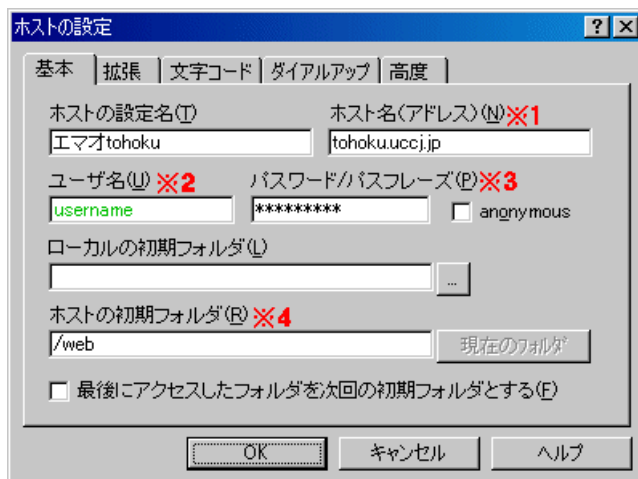 ホストの設定
基本 拡張 文字コード ダイアルアップ 高度
ホストの設定名(T) ホスト名(アドレス)(N)※1
エマオtohoku tohoku.uccj.jp
ユーザ名(U) ※2 パスワード/パスフレーズ(P)※3
username ********* anonymous
ローカルの初期フォルダ(L)
...
ホストの初期フォルダ(R) ※4
/web 現在のフォルダ
最後にアクセスしたフォルダを次回の初期フォルダとする(F)
OK キャンセル ヘルプ